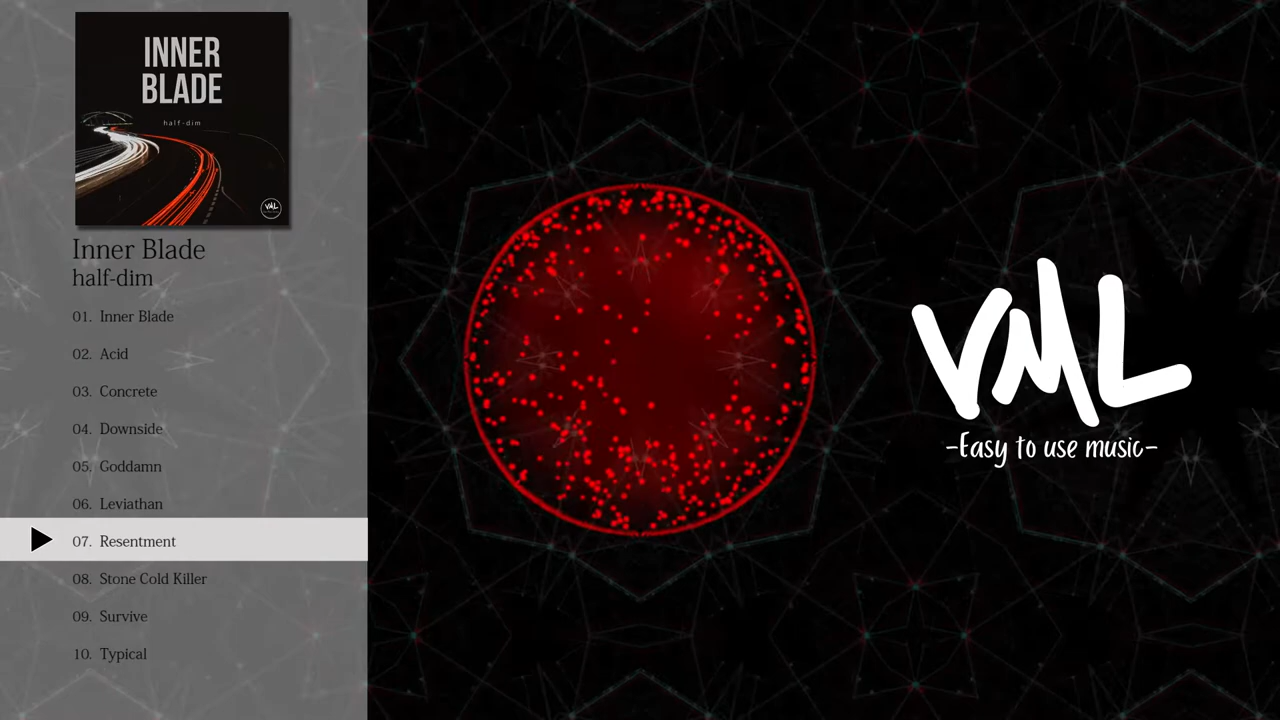 INNER
BLADE
half-dim
VML
Inner Blade
half-dim
01. Inner Blade
02. Acid
03. Concrete
04. Downside
05. Goddamn
06. Leviathan
07. Resentment
08. Stone Cold Killer
09. Survive
10. Typical
VML
-Easy to use music-